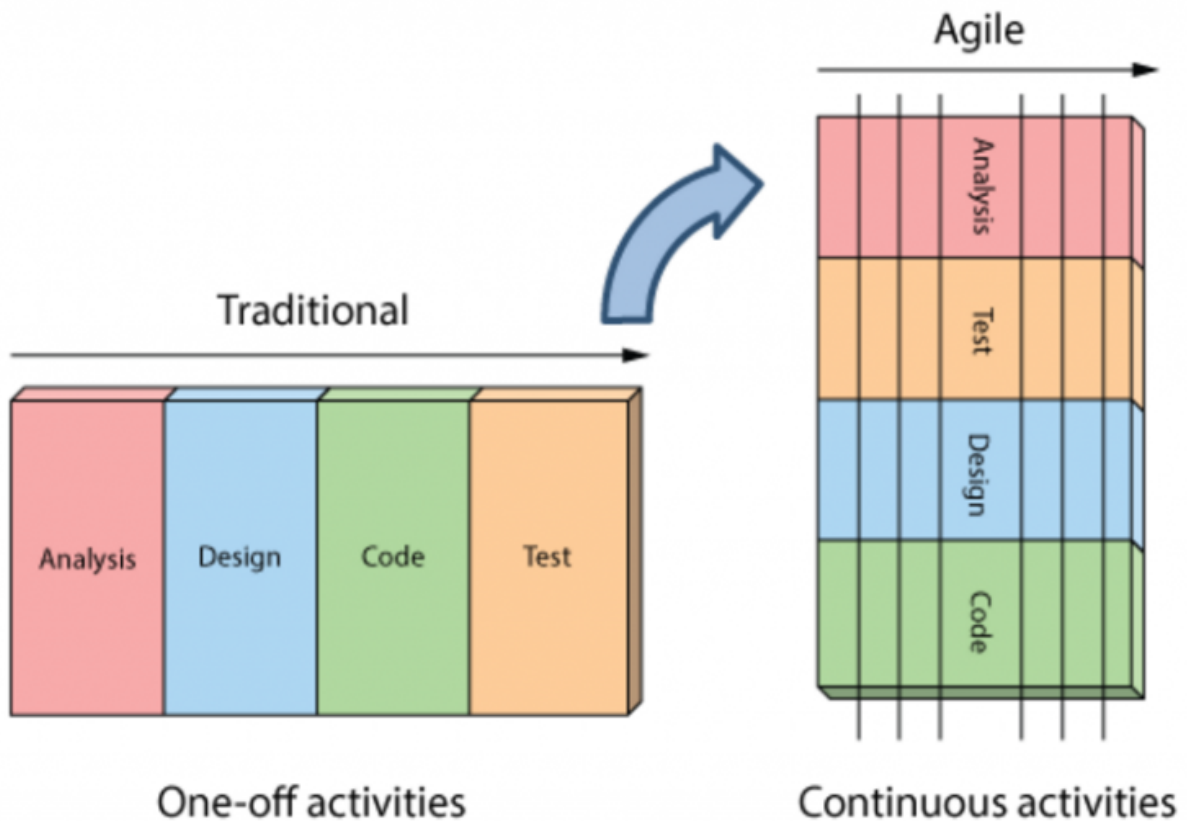 Agile
Analysis
Test
Design
Code
Traditional
Analysis
Design
Code
Test
One-off activities
Continuous activities